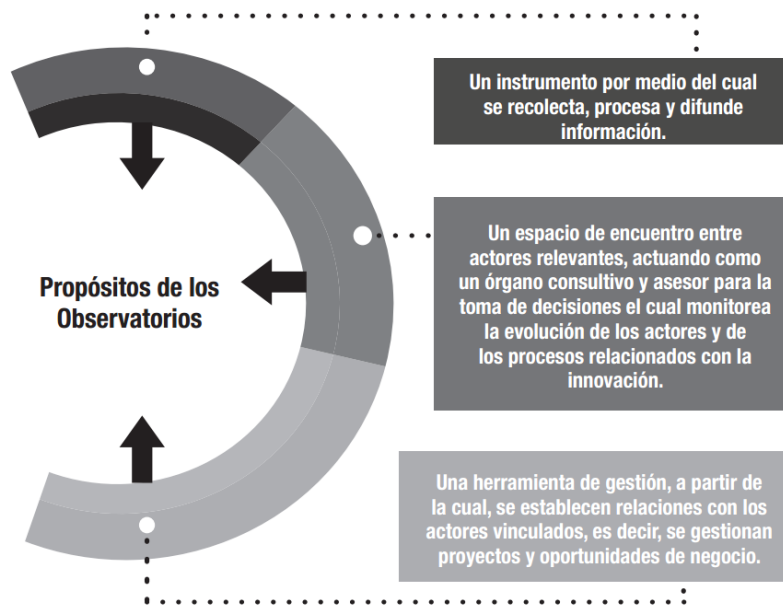 Un instrumento por medio del cual
se recolecta, procesa y difunde
información.
Propósitos de los
Observatorios
Un espacio de encuentro entre
actores relevantes, actuando como
un órgano consultivo y asesor para la
toma de decisiones el cual monitorea
la evolución de los actores y de
los procesos relacionados con la
innovación.
Una herramienta de gestión, a partir de
la cual, se establecen relaciones con los
actores vinculados, es decir, se gestionan
proyectos y oportunidades de negocio.